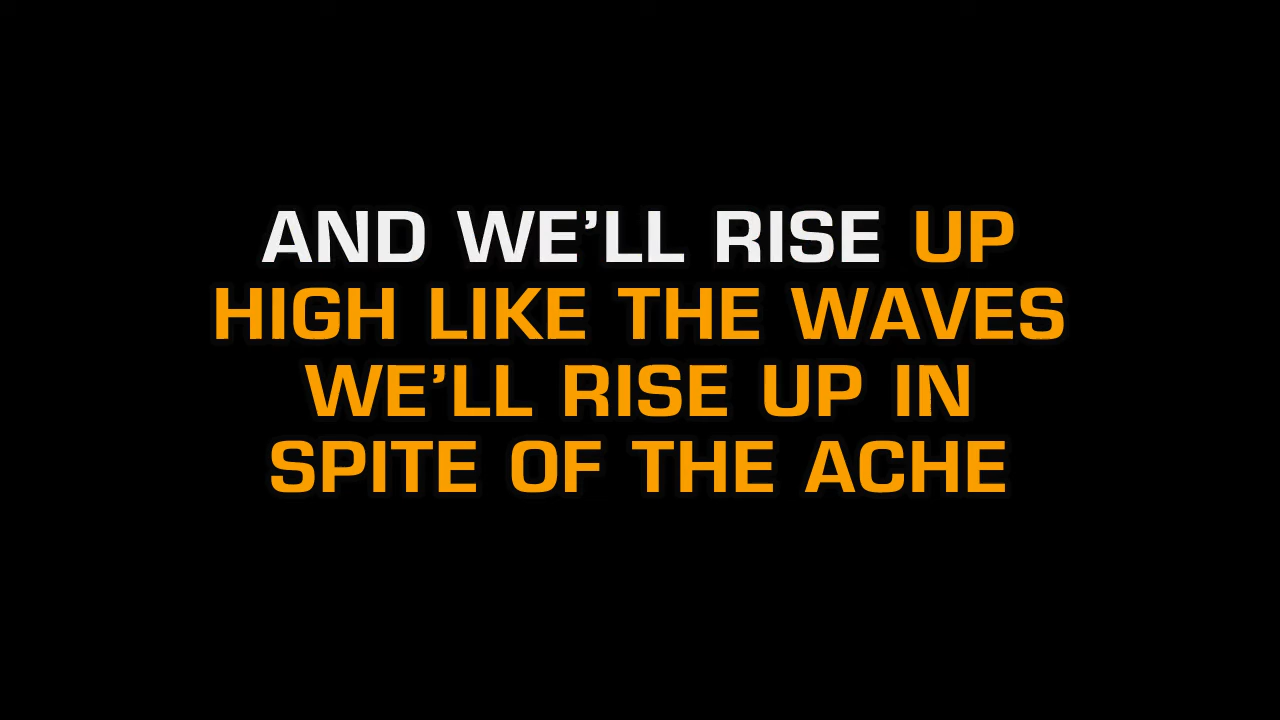 AND WE’LL RISE UP
HIGH LIKE THE WAVES
WE’LL RISE UP IN
SPITE OF THE ACHE